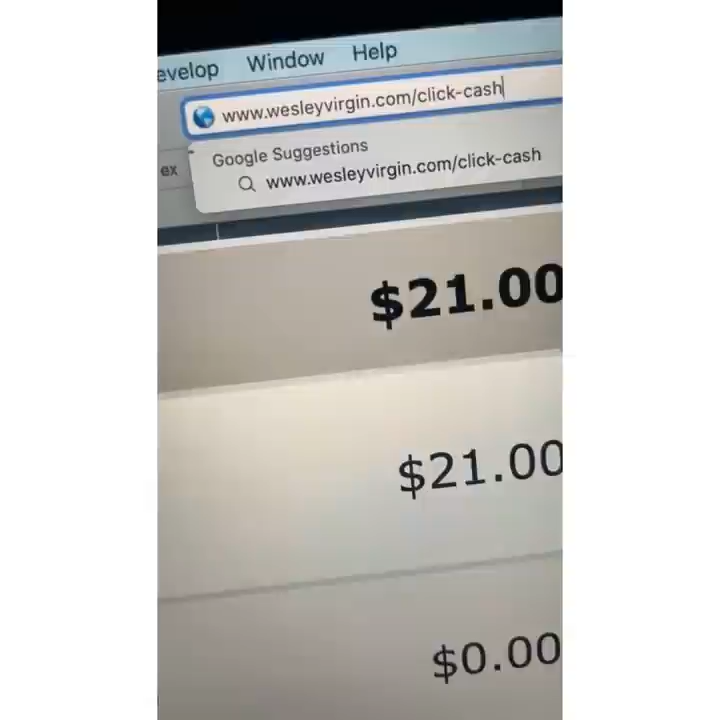 evelop Window Help
www.wesleyvirgin.com/click-cash
ex
Google Suggestions
www.wesleyvirgin.com/click-cash
$21.00
$21.00
$0.00